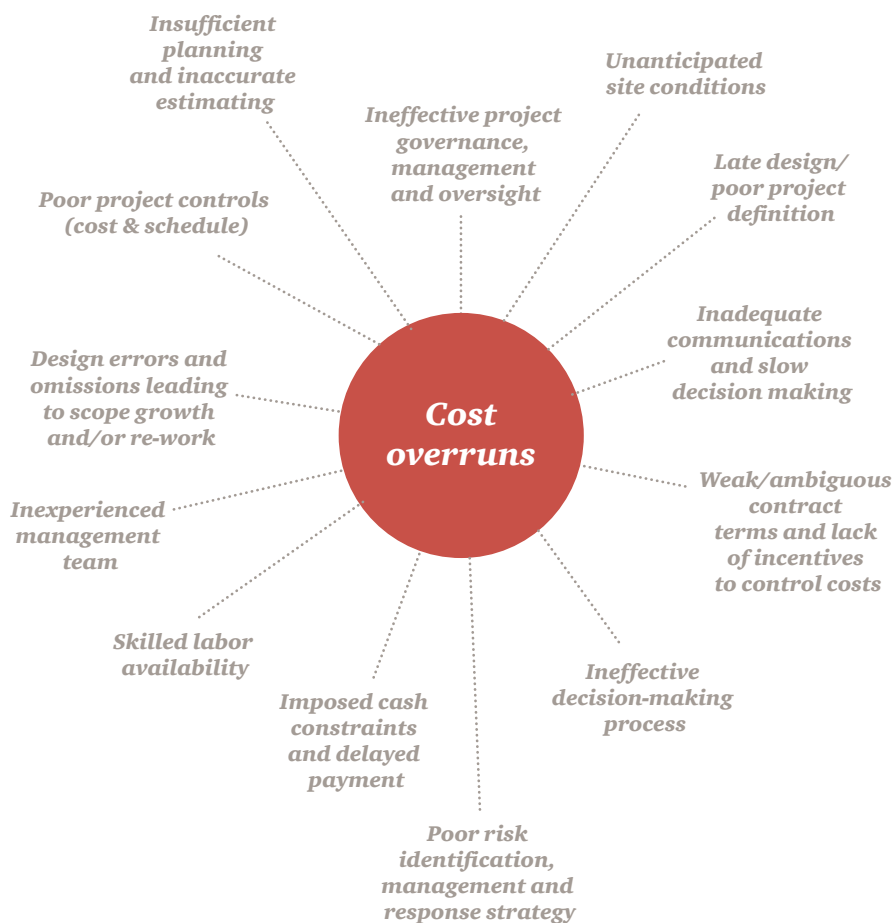 Insufficient
planning
and inaccurate
estimating
Ineffective project
governance,
management
and oversight
Unanticipated
site conditions
Late design/
poor project
definition
Inadequate
communications
and slow
decision making
Weak/ambiguous
contract
terms and lack
of incentives
to control costs
Ineffective
decision-making
process
Poor risk
identification,
management and
response strategy
Imposed cash
constraints
and delayed
payment
Skilled labor
availability
Inexperienced
management
team
Design errors and
omissions leading
to scope growth
and/or re-work
Poor project controls
(cost & schedule)
Cost
overruns